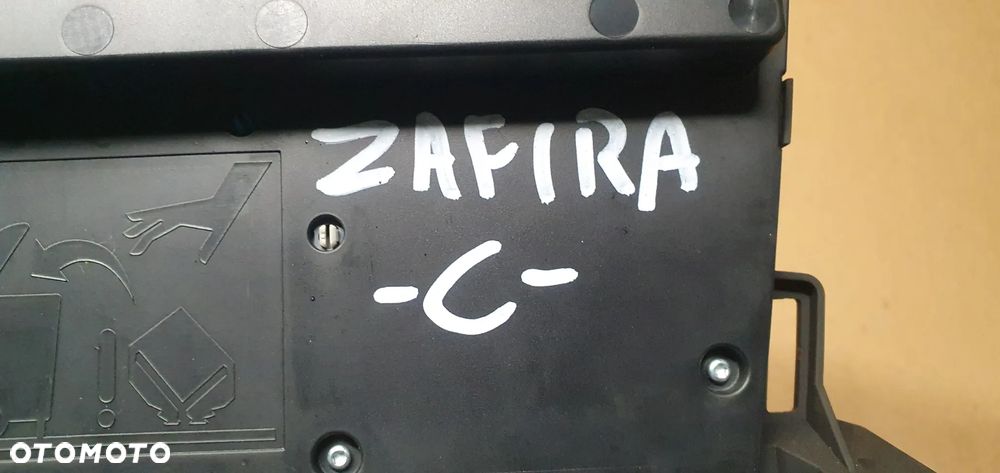 ZAFIRA
-C-
OTOMOTO